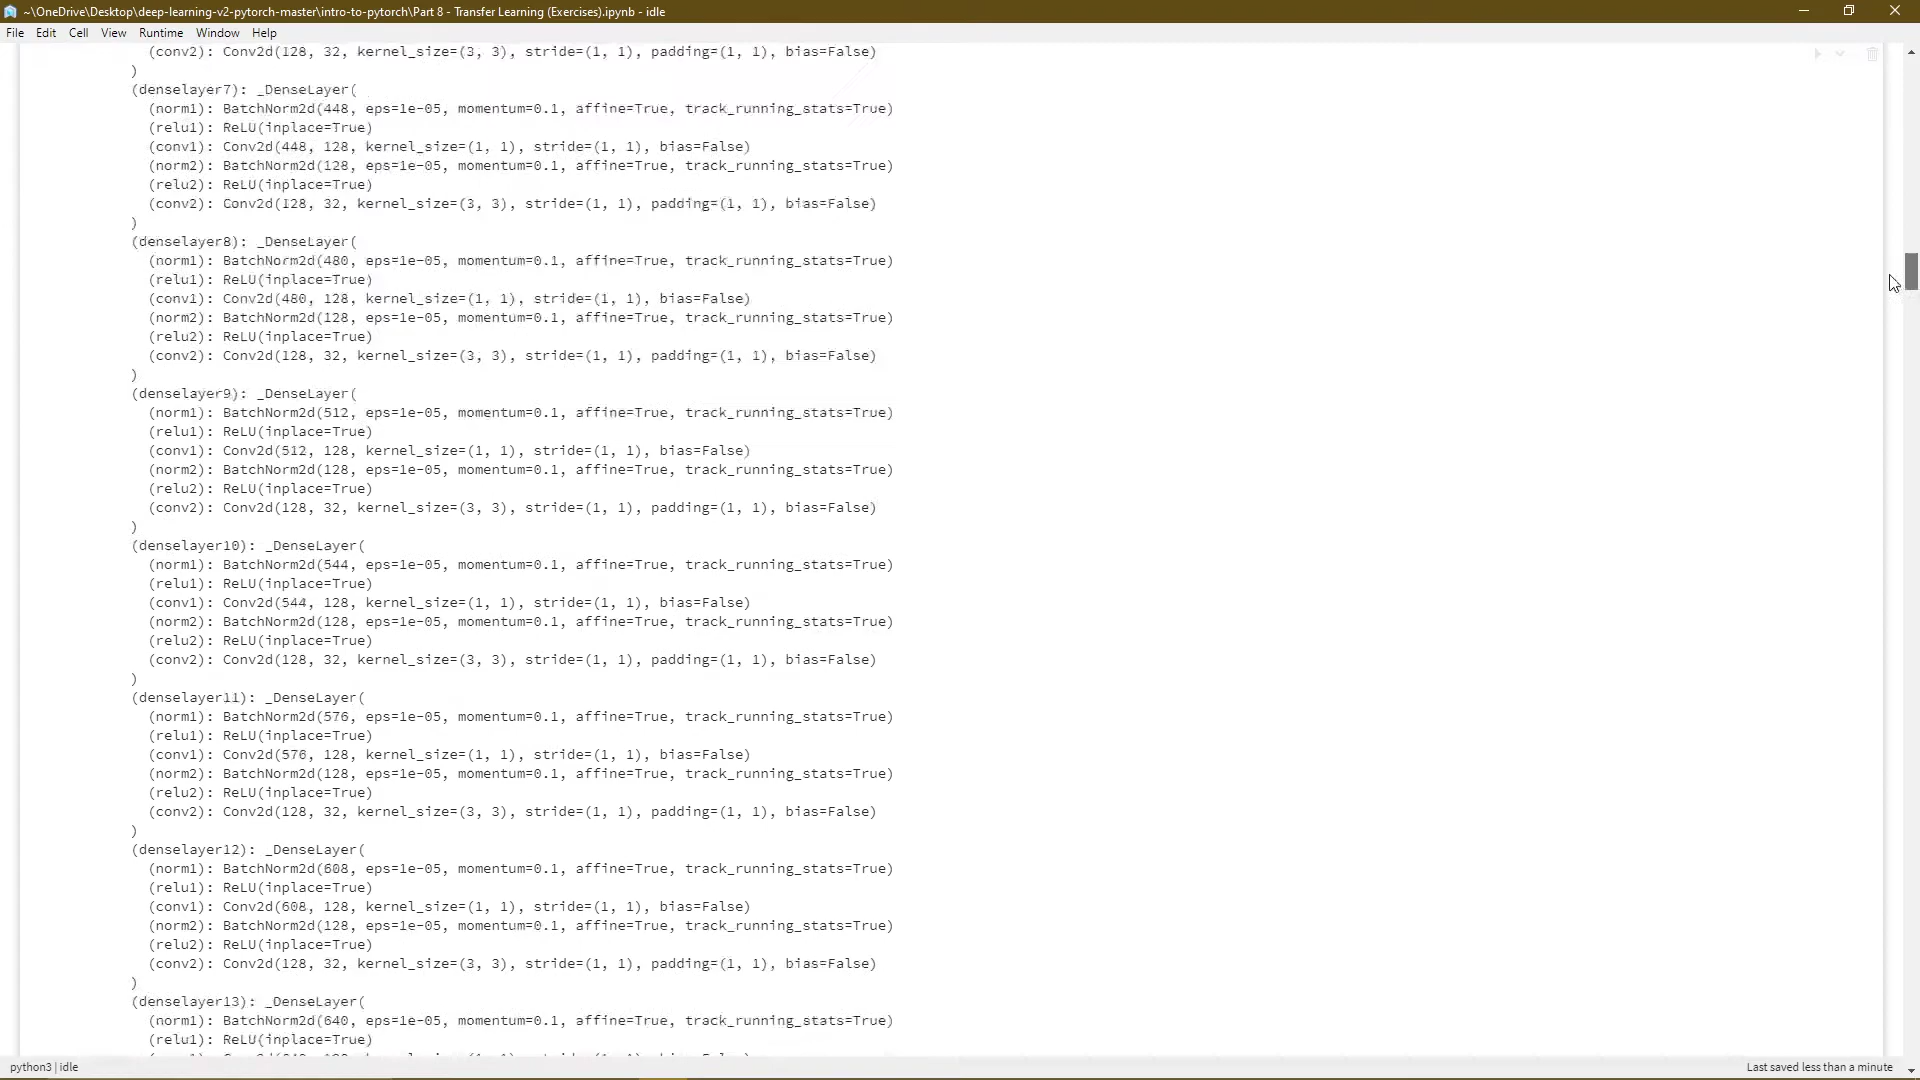 ~\OneDrive\Desktop\deep-learning-v2-pytorch-master\intro-to-pytorch\Part 8 - Transfer Learning (Exercises).ipynb - idle
File Edit Cell View Runtime Window Help
(conv2): Conv2d(128, 32, kernel_size=(3, 3), stride=(1, 1), padding=(1, 1), bias=False)
)
(denselayer7): _DenseLayer(
(norm1): BatchNorm2d(448, eps=1e-05, momentum=0.1, affine=True, track_running_stats=True)
(relu1): ReLU(inplace=True)
(conv1): Conv2d(448, 128, kernel_size=(1, 1), stride=(1, 1), bias=False)
(norm2): BatchNorm2d(128, eps=1e-05, momentum=0.1, affine=True, track_running_stats=True)
(relu2): ReLU(inplace=True)
(conv2): Conv2d(128, 32, kernel_size=(3, 3), stride=(1, 1), padding=(1, 1), bias=False)
)
(denselayer8): _DenseLayer(
(norm1): BatchNorm2d(480, eps=1e-05, momentum=0.1, affine=True, track_running_stats=True)
(relu1): ReLU(inplace=True)
(conv1): Conv2d(480, 128, kernel_size=(1, 1), stride=(1, 1), bias=False)
(norm2): BatchNorm2d(128, eps=1e-05, momentum=0.1, affine=True, track_running_stats=True)
(relu2): ReLU(inplace=True)
(conv2): Conv2d(128, 32, kernel_size=(3, 3), stride=(1, 1), padding=(1, 1), bias=False)
)
(denselayer9): _DenseLayer(
(norm1): BatchNorm2d(512, eps=1e-05, momentum=0.1, affine=True, track_running_stats=True)
(relu1): ReLU(inplace=True)
(conv1): Conv2d(512, 128, kernel_size=(1, 1), stride=(1, 1), bias=False)
(norm2): BatchNorm2d(128, eps=1e-05, momentum=0.1, affine=True, track_running_stats=True)
(relu2): ReLU(inplace=True)
(conv2): Conv2d(128, 32, kernel_size=(3, 3), stride=(1, 1), padding=(1, 1), bias=False)
)
(denselayer10): _DenseLayer(
(norm1): BatchNorm2d(544, eps=1e-05, momentum=0.1, affine=True, track_running_stats=True)
(relu1): ReLU(inplace=True)
(conv1): Conv2d(544, 128, kernel_size=(1, 1), stride=(1, 1), bias=False)
(norm2): BatchNorm2d(128, eps=1e-05, momentum=0.1, affine=True, track_running_stats=True)
(relu2): ReLU(inplace=True)
(conv2): Conv2d(128, 32, kernel_size=(3, 3), stride=(1, 1), padding=(1, 1), bias=False)
)
(denselayer11): _DenseLayer(
(norm1): BatchNorm2d(576, eps=1e-05, momentum=0.1, affine=True, track_running_stats=True)
(relu1): ReLU(inplace=True)
(conv1): Conv2d(576, 128, kernel_size=(1, 1), stride=(1, 1), bias=False)
(norm2): BatchNorm2d(128, eps=1e-05, momentum=0.1, affine=True, track_running_stats=True)
(relu2): ReLU(inplace=True)
(conv2): Conv2d(128, 32, kernel_size=(3, 3), stride=(1, 1), padding=(1, 1), bias=False)
)
(denselayer12): _DenseLayer(
(norm1): BatchNorm2d(608, eps=1e-05, momentum=0.1, affine=True, track_running_stats=True)
(relu1): ReLU(inplace=True)
(conv1): Conv2d(608, 128, kernel_size=(1, 1), stride=(1, 1), bias=False)
(norm2): BatchNorm2d(128, eps=1e-05, momentum=0.1, affine=True, track_running_stats=True)
(relu2): ReLU(inplace=True)
(conv2): Conv2d(128, 32, kernel_size=(3, 3), stride=(1, 1), padding=(1, 1), bias=False)
)
(denselayer13): _DenseLayer(
(norm1): BatchNorm2d(640, eps=1e-05, momentum=0.1, affine=True, track_running_stats=True)
(relu1): ReLU(inplace=True)
python3 | idle
Last saved less than a minute